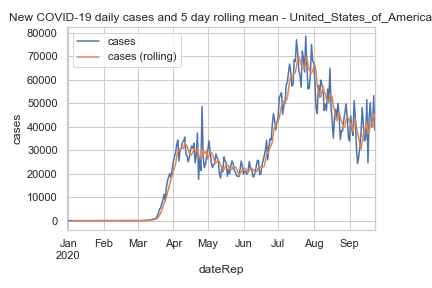 New COVID-19 daily cases and 5 day rolling mean - United_States_of_America
80000
70000
60000
50000
40000
30000
20000
10000
0
cases
cases
cases (rolling)
Jan Feb Mar Apr May Jun Jul Aug Sep
2020
dateRep